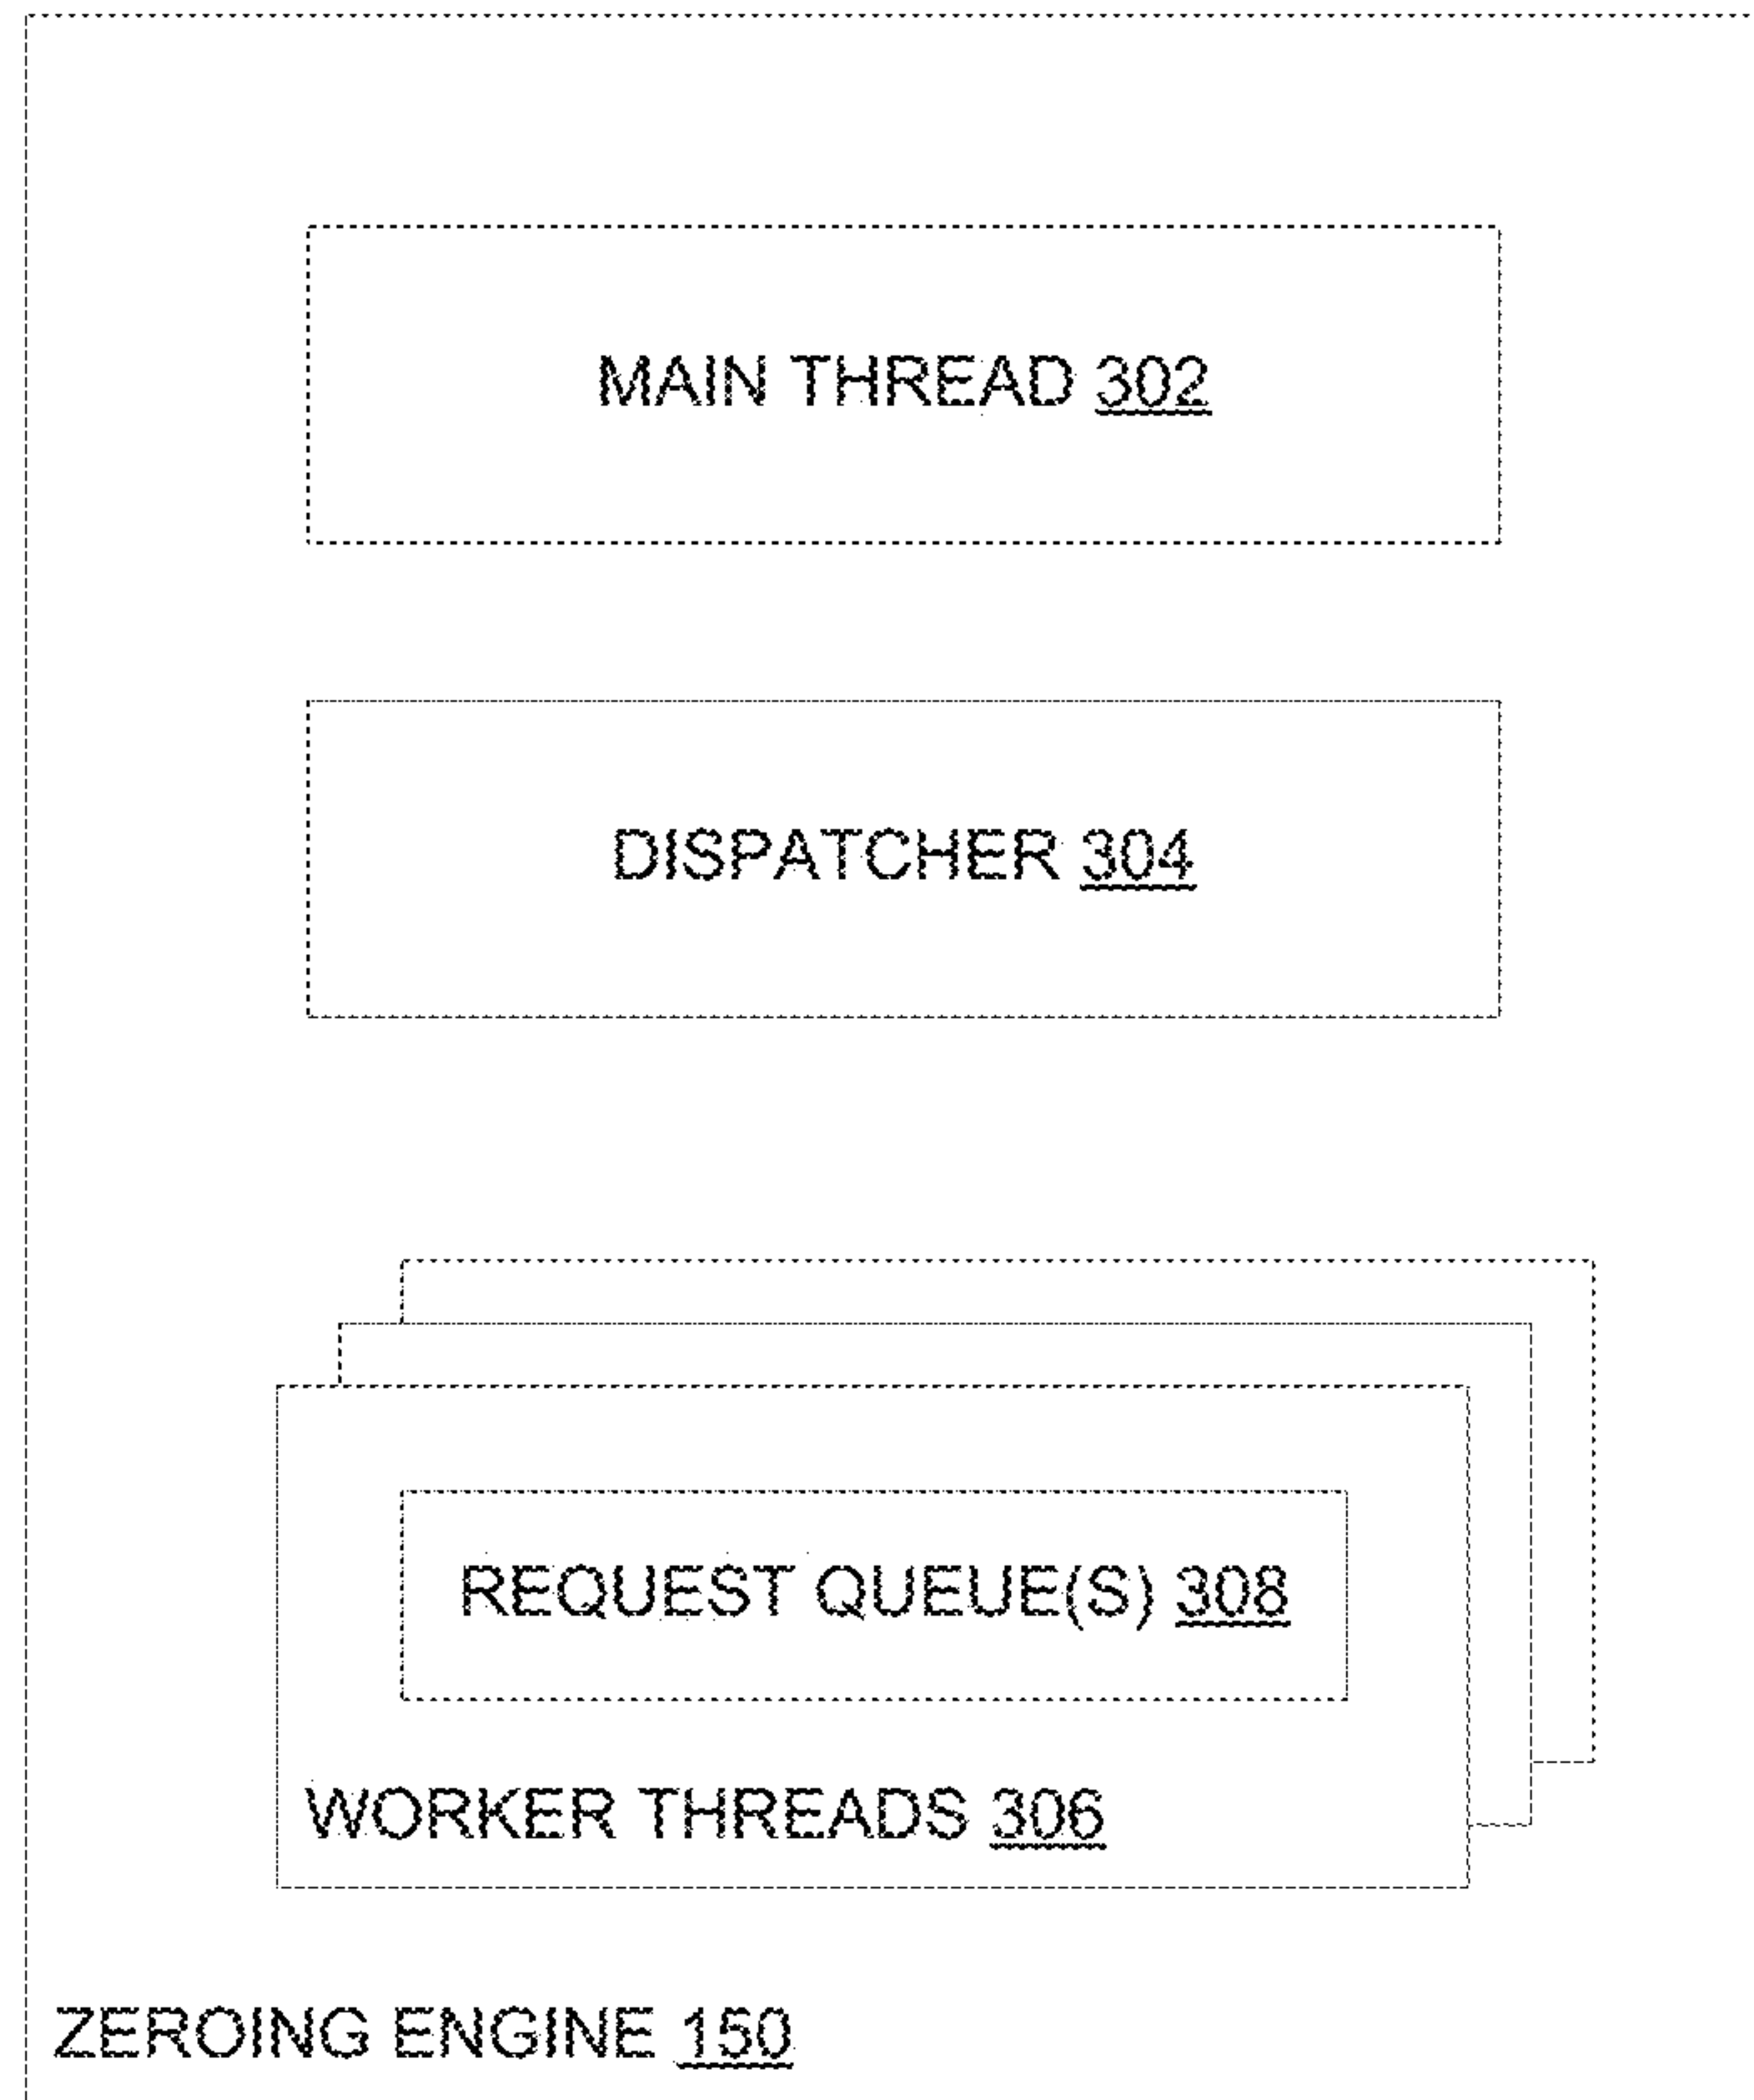 MAIN THREAD 302
DISPATCHER 304
REQUEST QUEUE(S) 308
WORKER THREADS 306
ZEROING ENGINE 150